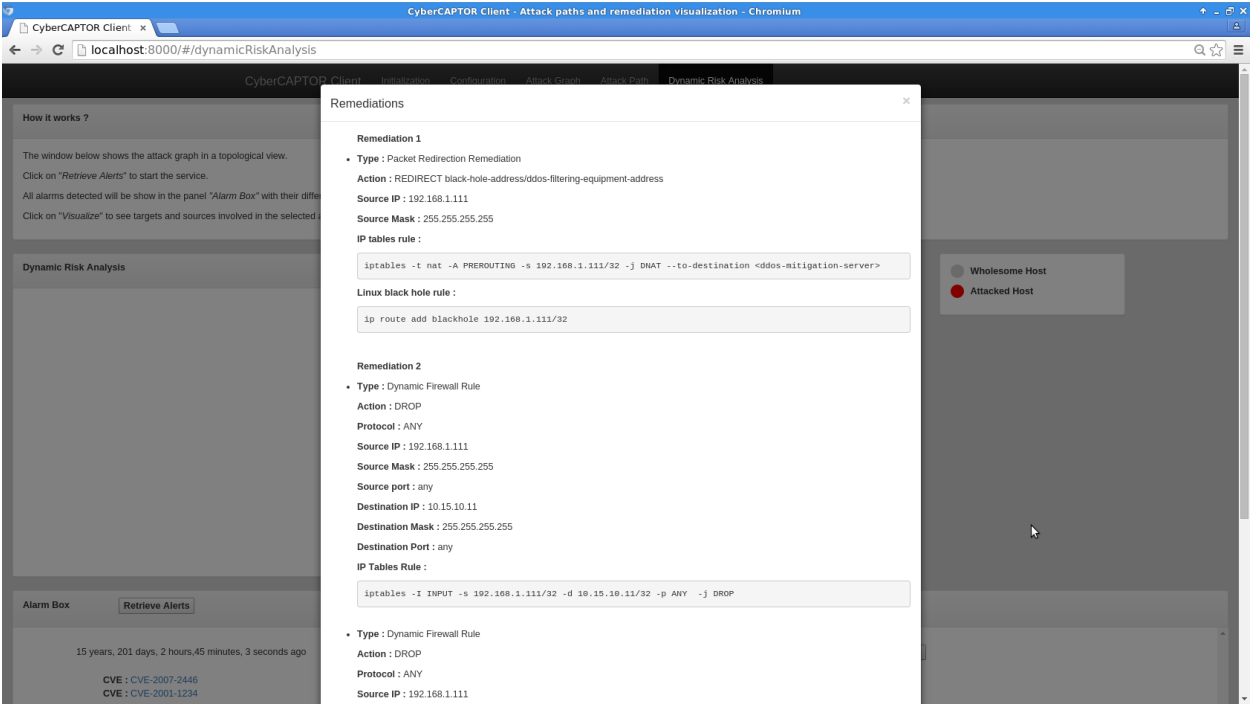 CyberCAPTOR Client - Attack paths and remediation visualization - Chromium
CyberCAPTOR Client ×
localhost:8000/#/dynamicRiskAnalysis
CyberCAPTOR Client Initialization Configuration Attack Graph Attack Path Dynamic Risk Analysis
Remediations ×
How it works ?
The window below shows the attack graph in a topological view.
Click on "Retrieve Alerts" to start the service.
All alarms detected will be show in the panel "Alarm Box" with their
Click on "Visualize" to see targets and sources involved in the selected
Remediation 1
• Type : Packet Redirection Remediation
Action : REDIRECT black-hole-address/ddos-filtering-equipment-address
Source IP : 192.168.1.111
Source Mask : 255.255.255.255
IP tables rule :
iptables -t nat -A PREROUTING -s 192.168.1.111/32 -j DNAT --to-destination <ddos-mitigation-server>
Linux black hole rule :
ip route add blackhole 192.168.1.111/32
Remediation 2
• Type : Dynamic Firewall Rule
Action : DROP
Protocol : ANY
Source IP : 192.168.1.111
Source Mask : 255.255.255.255
Source port : any
Destination IP : 10.15.10.11
Destination Mask : 255.255.255.255
Destination Port : any
IP Tables Rule :
iptables -I INPUT -s 192.168.1.111/32 -d 10.15.10.11/32 -p ANY  -j DROP
• Type : Dynamic Firewall Rule
Action : DROP
Protocol : ANY
Source IP : 192.168.1.111
Dynamic Risk Analysis
Wholesome Host
Attacked Host
Alarm Box Retrieve Alerts
15 years, 201 days, 2 hours,45 minutes, 3 seconds ago
CVE : CVE-2007-2446
CVE : CVE-2001-1234